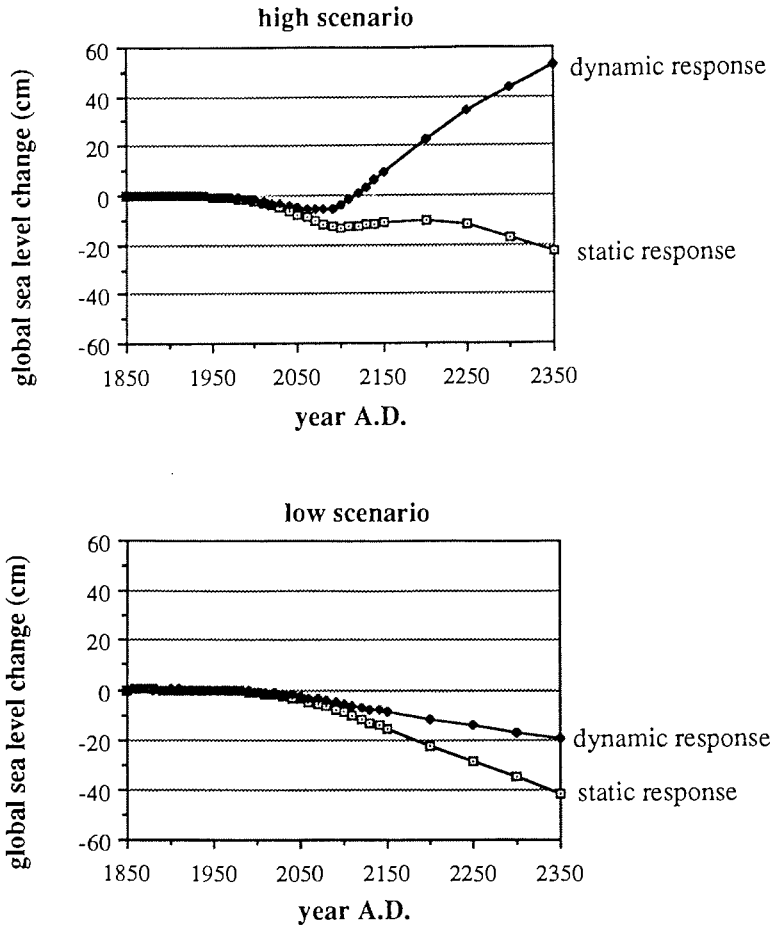 high scenario
global sea level change (cm)
60
40
20
0
-20
-40
-60
dynamic response
static response
1850 1950 2050 2150 2250 2350
year A.D.
low scenario
global sea level change (cm)
60
40
20
0
-20
-40
-60
dynamic response
static response
1850 1950 2050 2150 2250 2350
year A.D.